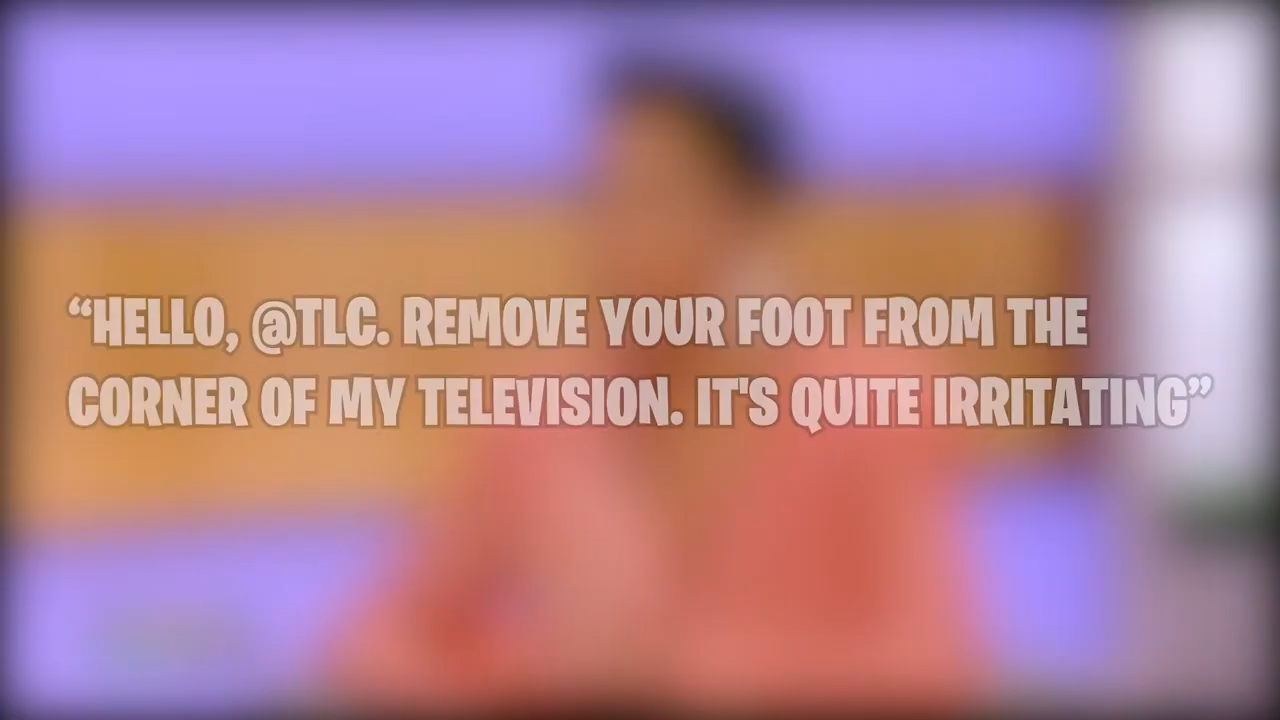 “HELLO, @TLC. REMOVE YOUR FOOT FROM THE
CORNER OF MY TELEVISION. IT'S QUITE IRRITATING”